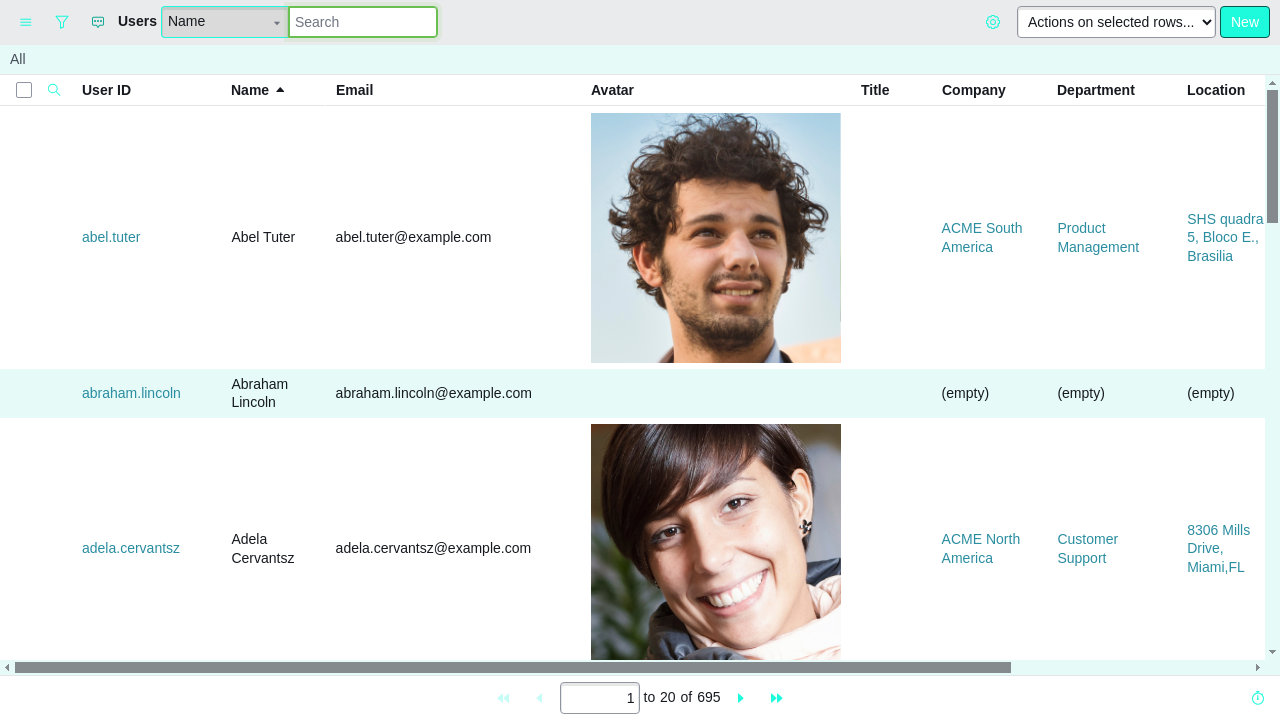 Users Name Search Actions on selected rows... New
All
User ID Name Email Avatar Title Company Department Location
abel.tuter Abel Tuter abel.tuter@example.com ACME South America Product Management SHS quadra 5, Bloco E., Brasilia
abraham.lincoln Abraham Lincoln abraham.lincoln@example.com (empty) (empty) (empty)
adela.cervantsz Adela Cervantsz adela.cervantsz@example.com ACME North America Customer Support 8306 Mills Drive, Miami,FL
1 to 20 of 695